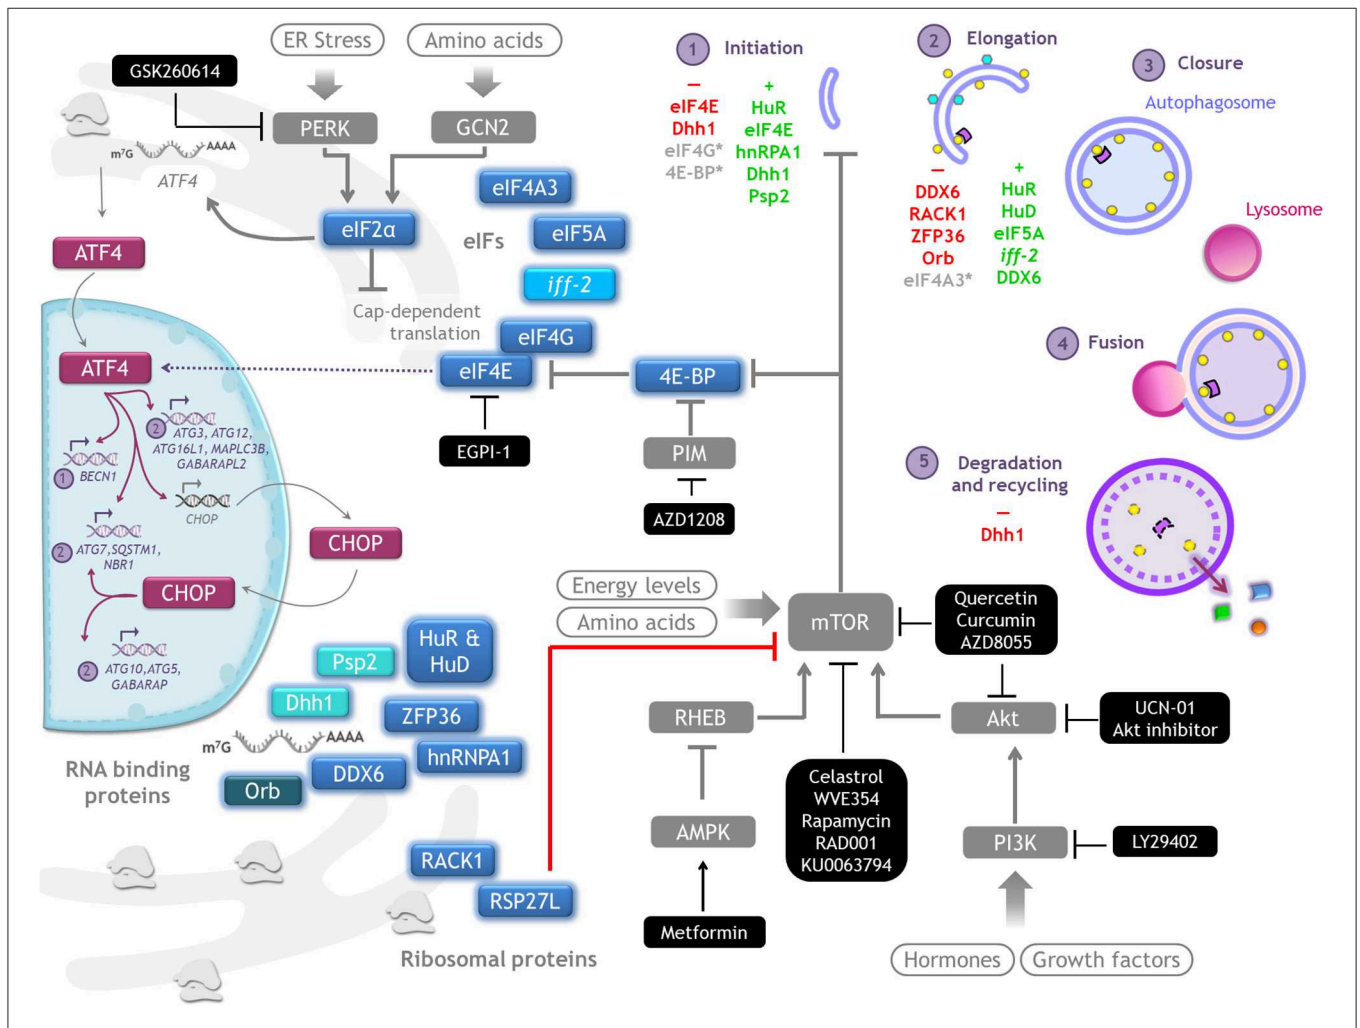 ER Stress
Amino acids
GSK260614
PERK
GCN2
m⁷G
AAAA
ATF4
eIF2α
eIFs
eIF4A3
eIF5A
iff-2
ATF4
Cap-dependent
translation
eIF4G
eIF4E
4E-BP
EGPI-1
PIM
AZD1208
ATF4
2
ATG3, ATG12,
ATG16L1, MAPLC3B,
GABARAPL2
1
BECN1
CHOP
2
ATG7,SQSTM1,
NBR1
CHOP
CHOP
2
ATG10,ATG5,
GABARAP
1
Initiation
−
eIF4E
Dhh1
eIF4G*
4E-BP*
+
HuR
eIF4E
hnRPA1
Dhh1
Psp2
2
Elongation
−
DDX6
RACK1
ZFP36
Orb
eIF4A3*
+
HuR
HuD
eIF5A
iff-2
DDX6
3
Closure
Autophagosome
Lysosome
4
Fusion
5
Degradation
and recycling
−
Dhh1
Energy levels
Amino acids
mTOR
Quercetin
Curcumin
AZD8055
RHEB
Akt
UCN-01
Akt inhibitor
AMPK
Celastrol
WVE354
Rapamycin
RAD001
KU0063794
PI3K
LY29402
Metformin
Hormones
Growth factors
HuR &
HuD
Psp2
Dhh1
ZFP36
m⁷G
AAAA
hnRNPA1
DDX6
Orb
RNA binding
proteins
RACK1
RSP27L
Ribosomal proteins